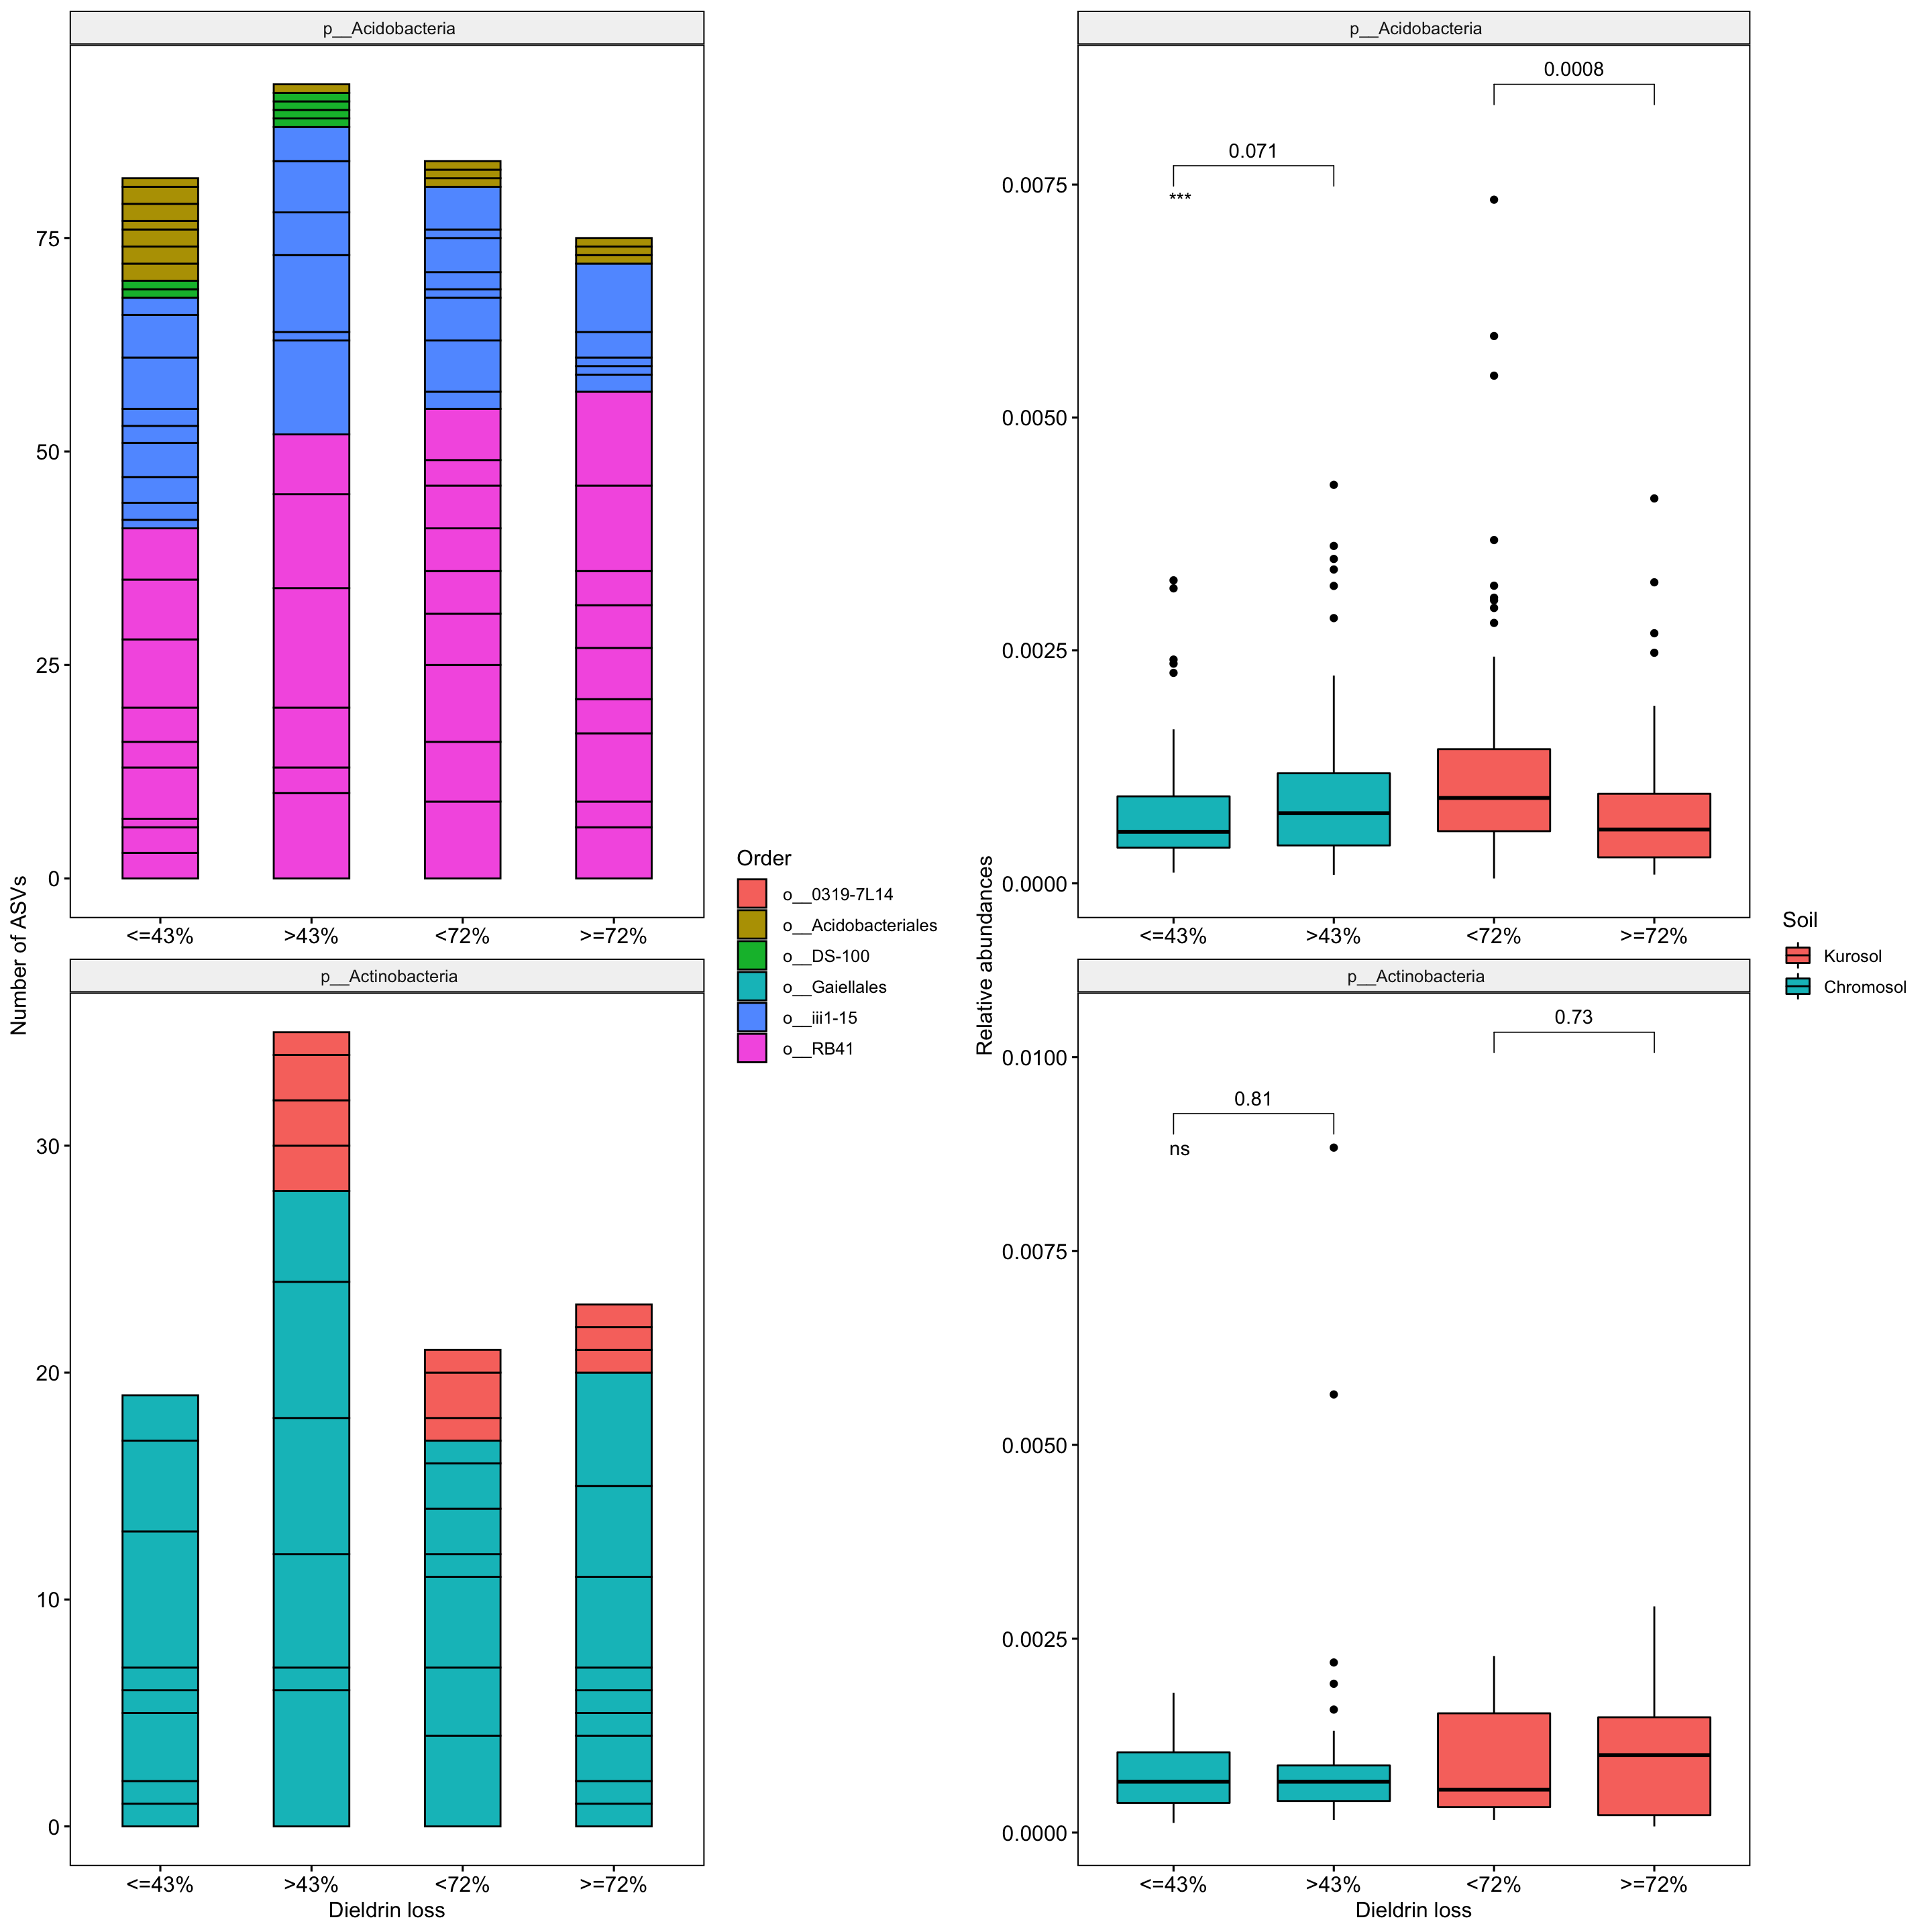 p__Acidobacteria
75
50
25
0
<=43%
>43%
<72%
>=72%
p__Actinobacteria
30
20
10
0
<=43%
>43%
<72%
>=72%
Number of ASVs
Dieldrin loss
Order
o__0319-7L14
o__Acidobacteriales
o__DS-100
o__Gaiellales
o__iii1-15
o__RB41
p__Acidobacteria
0.0008
0.071
***
0.0075
0.0050
0.0025
0.0000
<=43%
>43%
<72%
>=72%
p__Actinobacteria
0.73
0.81
ns
0.0100
0.0075
0.0050
0.0025
0.0000
<=43%
>43%
<72%
>=72%
Relative abundances
Dieldrin loss
Soil
Kurosol
Chromosol